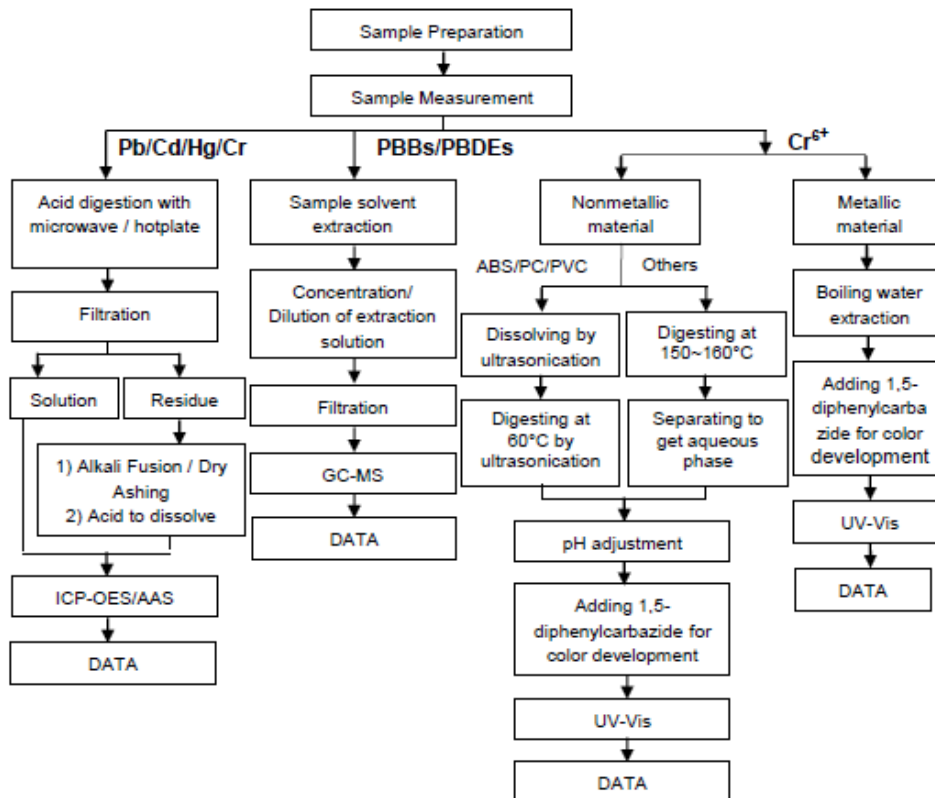 Sample Preparation
Sample Measurement
Pb/Cd/Hg/Cr
PBBs/PBDEs
Cr⁶⁺
Acid digestion with
microwave / hotplate
Filtration
Solution
Residue
1) Alkali Fusion / Dry
Ashing
2) Acid to dissolve
ICP-OES/AAS
DATA
Sample solvent
extraction
Concentration/
Dilution of extraction
solution
Filtration
GC-MS
DATA
Nonmetallic
material
ABS/PC/PVC
Others
Dissolving by
ultrasonication
Digesting at
60°C by
ultrasonication
Digesting at
150~160°C
Separating to
get aqueous
phase
pH adjustment
Adding 1,5-
diphenylcarbazide for
color development
UV-Vis
DATA
Metallic
material
Boiling water
extraction
Adding 1,5-
diphenylcarba
zide for color
development
UV-Vis
DATA